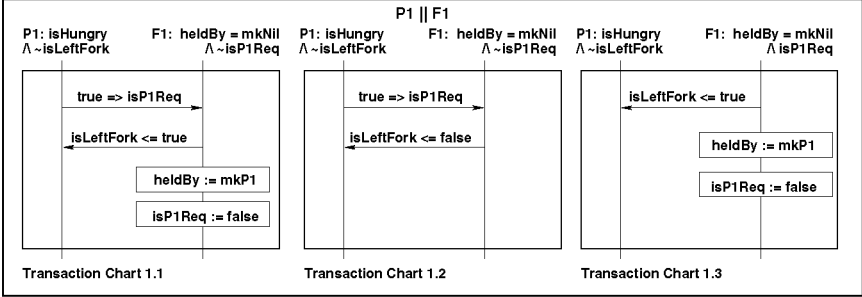 P1 || F1
P1: isHungry
/\ ~isLeftFork
F1: heldBy = mkNil
/\ ~isP1Req
true => isP1Req
isLeftFork <= true
heldBy := mkP1
isP1Req := false
Transaction Chart 1.1
P1: isHungry
/\ ~isLeftFork
F1: heldBy = mkNil
/\ ~isP1Req
true => isP1Req
isLeftFork <= false
Transaction Chart 1.2
P1: isHungry
/\ ~isLeftFork
F1: heldBy = mkNil
/\ isP1Req
isLeftFork <= true
heldBy := mkP1
isP1Req := false
Transaction Chart 1.3